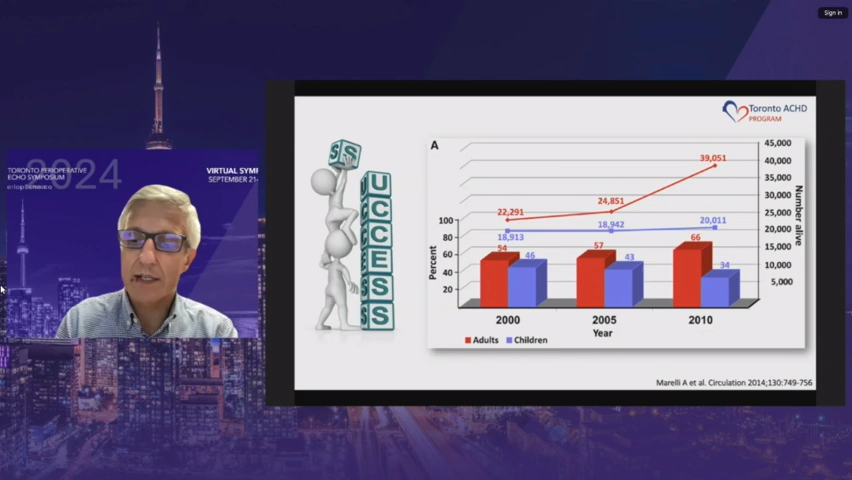 Sign in
TORONTO PERIOPERATIVE
ECHO SYMPOSIUM
2024
VIRTUAL SYMP
SEPTEMBER 21-
Toronto ACHD
PROGRAM
SUCCESS
A
45,000
40,000
35,000
30,000
25,000
20,000
15,000
10,000
5,000
Number alive
100
80
60
40
20
Percent
22,291
24,851
39,051
18,913
18,942
20,011
54
46
57
43
66
34
2000
2005
2010
Year
Adults
Children
Marelli A et al. Circulation 2014;130:749-756